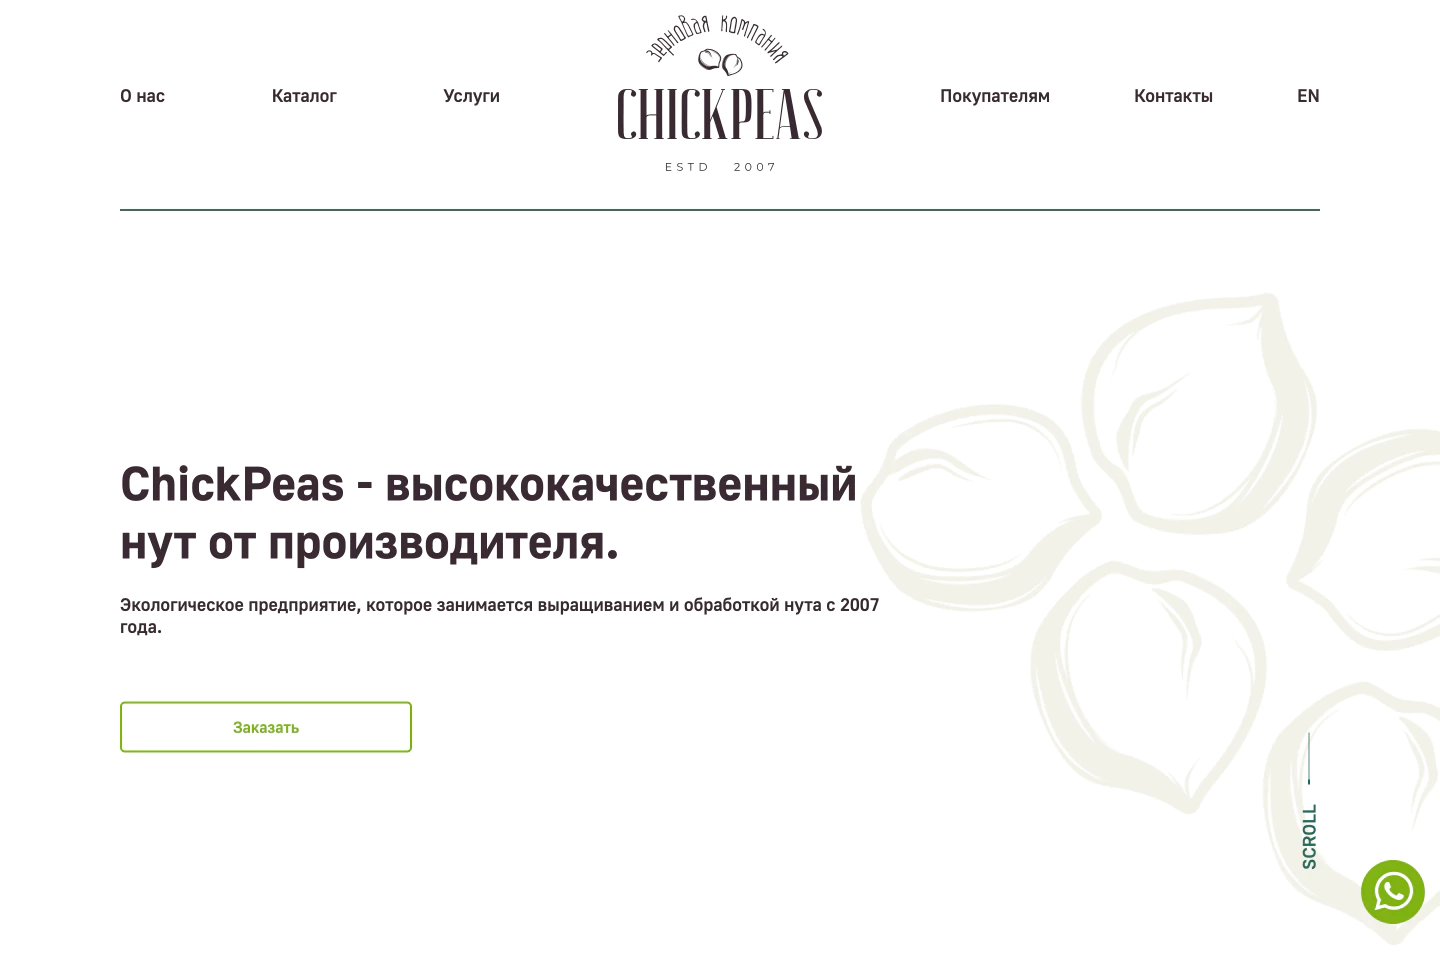 О нас
Каталог
Услуги
зерновая компания
CHICKPEAS
ESTD 2007
Покупателям
Контакты
EN
ChickPeas - высококачественный
нут от производителя.
Экологическое предприятие, которое занимается выращиванием и обработкой нута с 2007
года.
Заказать
SCROLL